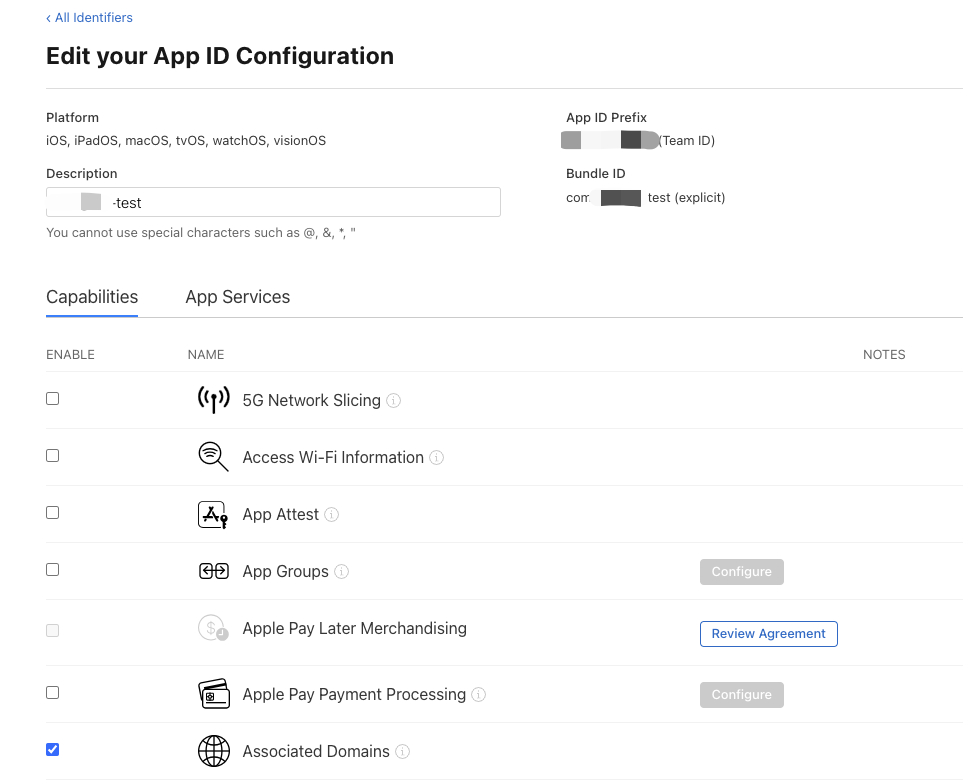 ‹ All Identifiers
Edit your App ID Configuration
Platform
iOS, iPadOS, macOS, tvOS, watchOS, visionOS
App ID Prefix
(Team ID)
Description
-test
You cannot use special characters such as @, &, *, "
Bundle ID
com test (explicit)
Capabilities App Services
ENABLE NAME NOTES
5G Network Slicing
Access Wi-Fi Information
App Attest
App Groups Configure
Apple Pay Later Merchandising Review Agreement
Apple Pay Payment Processing Configure
Associated Domains